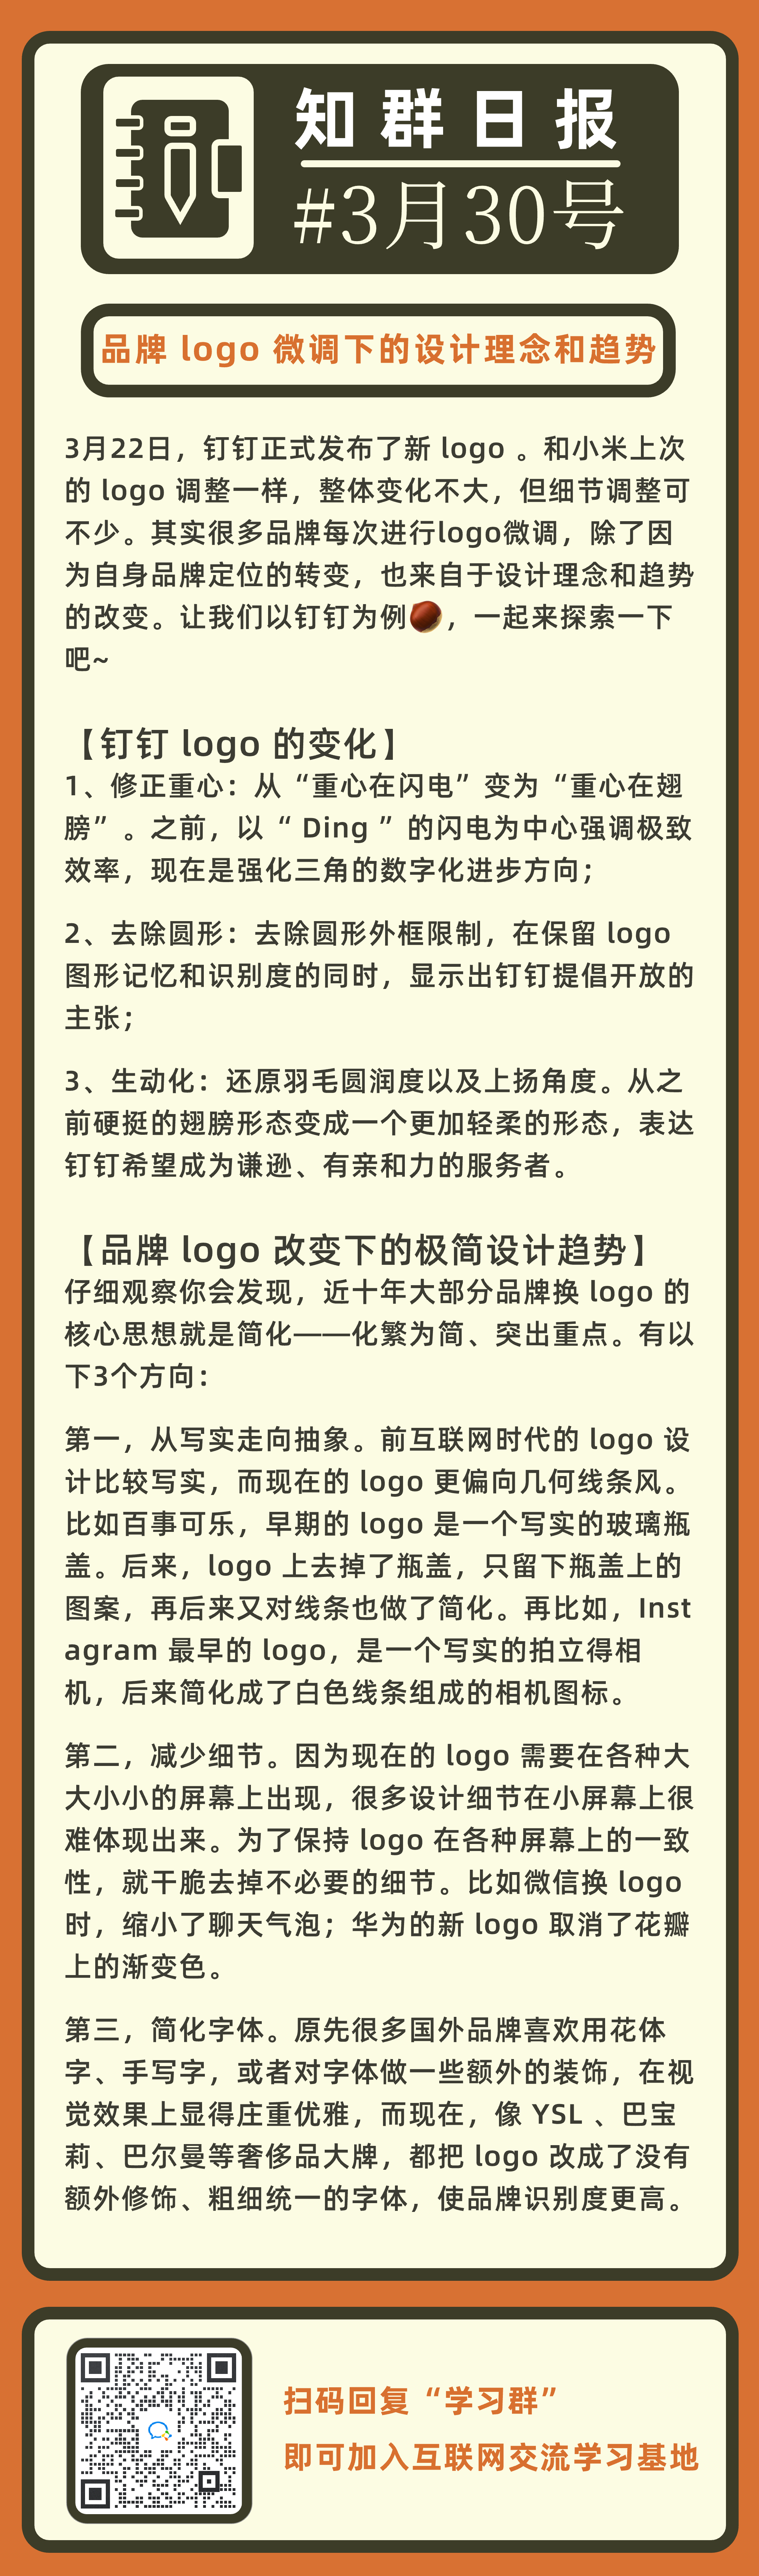 知群日报
#3月30号
品牌 logo 微调下的设计理念和趋势
3月22日，钉钉正式发布了新 logo 。和小米上次
的 logo 调整一样，整体变化不大，但细节调整可
不少。其实很多品牌每次进行logo微调，除了因
为自身品牌定位的转变，也来自于设计理念和趋势
的改变。让我们以钉钉为例🌰，一起来探索一下
吧~
【钉钉 logo 的变化】
1、修正重心：从“重心在闪电”变为“重心在翅
膀”。之前，以“ Ding ”的闪电为中心强调极致
效率，现在是强化三角的数字化进步方向；
2、去除圆形：去除圆形外框限制，在保留 logo
图形记忆和识别度的同时，显示出钉钉提倡开放的
主张；
3、生动化：还原羽毛圆润度以及上扬角度。从之
前硬挺的翅膀形态变成一个更加轻柔的形态，表达
钉钉希望成为谦逊、有亲和力的服务者。
【品牌 logo 改变下的极简设计趋势】
仔细观察你会发现，近十年大部分品牌换 logo 的
核心思想就是简化——化繁为简、突出重点。有以
下3个方向：
第一，从写实走向抽象。前互联网时代的 logo 设
计比较写实，而现在的 logo 更偏向几何线条风。
比如百事可乐，早期的 logo 是一个写实的玻璃瓶
盖。后来，logo 上去掉了瓶盖，只留下瓶盖上的
图案，再后来又对线条也做了简化。再比如，Inst
agram 最早的 logo，是一个写实的拍立得相
机，后来简化成了白色线条组成的相机图标。
第二，减少细节。因为现在的 logo 需要在各种大
大小小的屏幕上出现，很多设计细节在小屏幕上很
难体现出来。为了保持 logo 在各种屏幕上的一致
性，就干脆去掉不必要的细节。比如微信换 logo
时，缩小了聊天气泡；华为的新 logo 取消了花瓣
上的渐变色。
第三，简化字体。原先很多国外品牌喜欢用花体
字、手写字，或者对字体做一些额外的装饰，在视
觉效果上显得庄重优雅，而现在，像 YSL 、巴宝
莉、巴尔曼等奢侈品大牌，都把 logo 改成了没有
额外修饰、粗细统一的字体，使品牌识别度更高。
扫码回复“学习群”
即可加入互联网交流学习基地